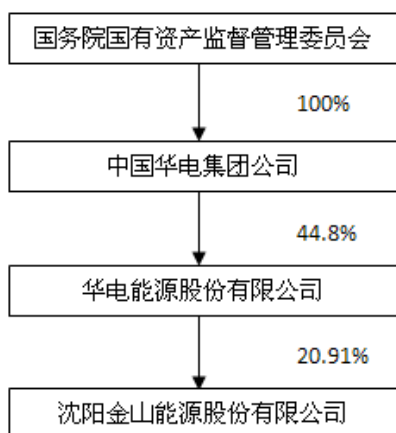 国务院国有资产监督管理委员会
100%
中国华电集团公司
44.8%
华电能源股份有限公司
20.91%
沈阳金山能源股份有限公司